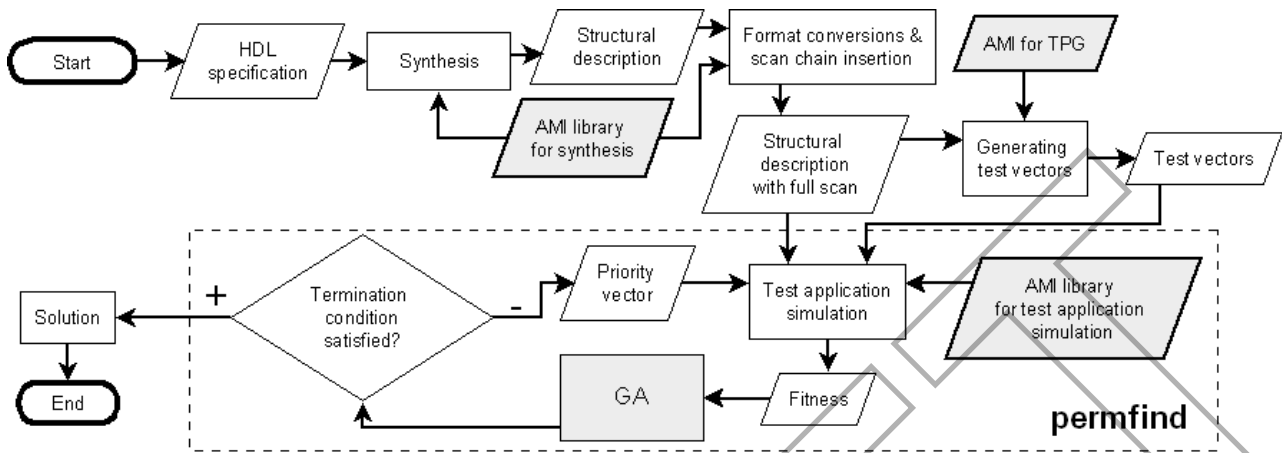 Start
HDL
specification
Synthesis
Structural
description
Format conversions &
scan chain insertion
AMI for TPG
AMI library
for synthesis
Structural
description
with full scan
Generating
test vectors
Test vectors
Solution
End
+
Termination
condition
satisfied?
-
Priority
vector
Test application
simulation
AMI library
for test application
simulation
GA
Fitness
permfind